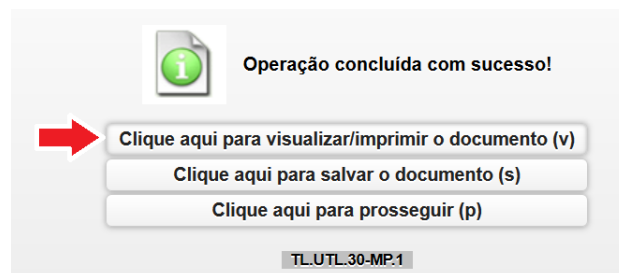 Operação concluída com sucesso!
Clique aqui para visualizar/imprimir o documento (v)
Clique aqui para salvar o documento (s)
Clique aqui para prosseguir (p)
TL.UTL.30-MP.1